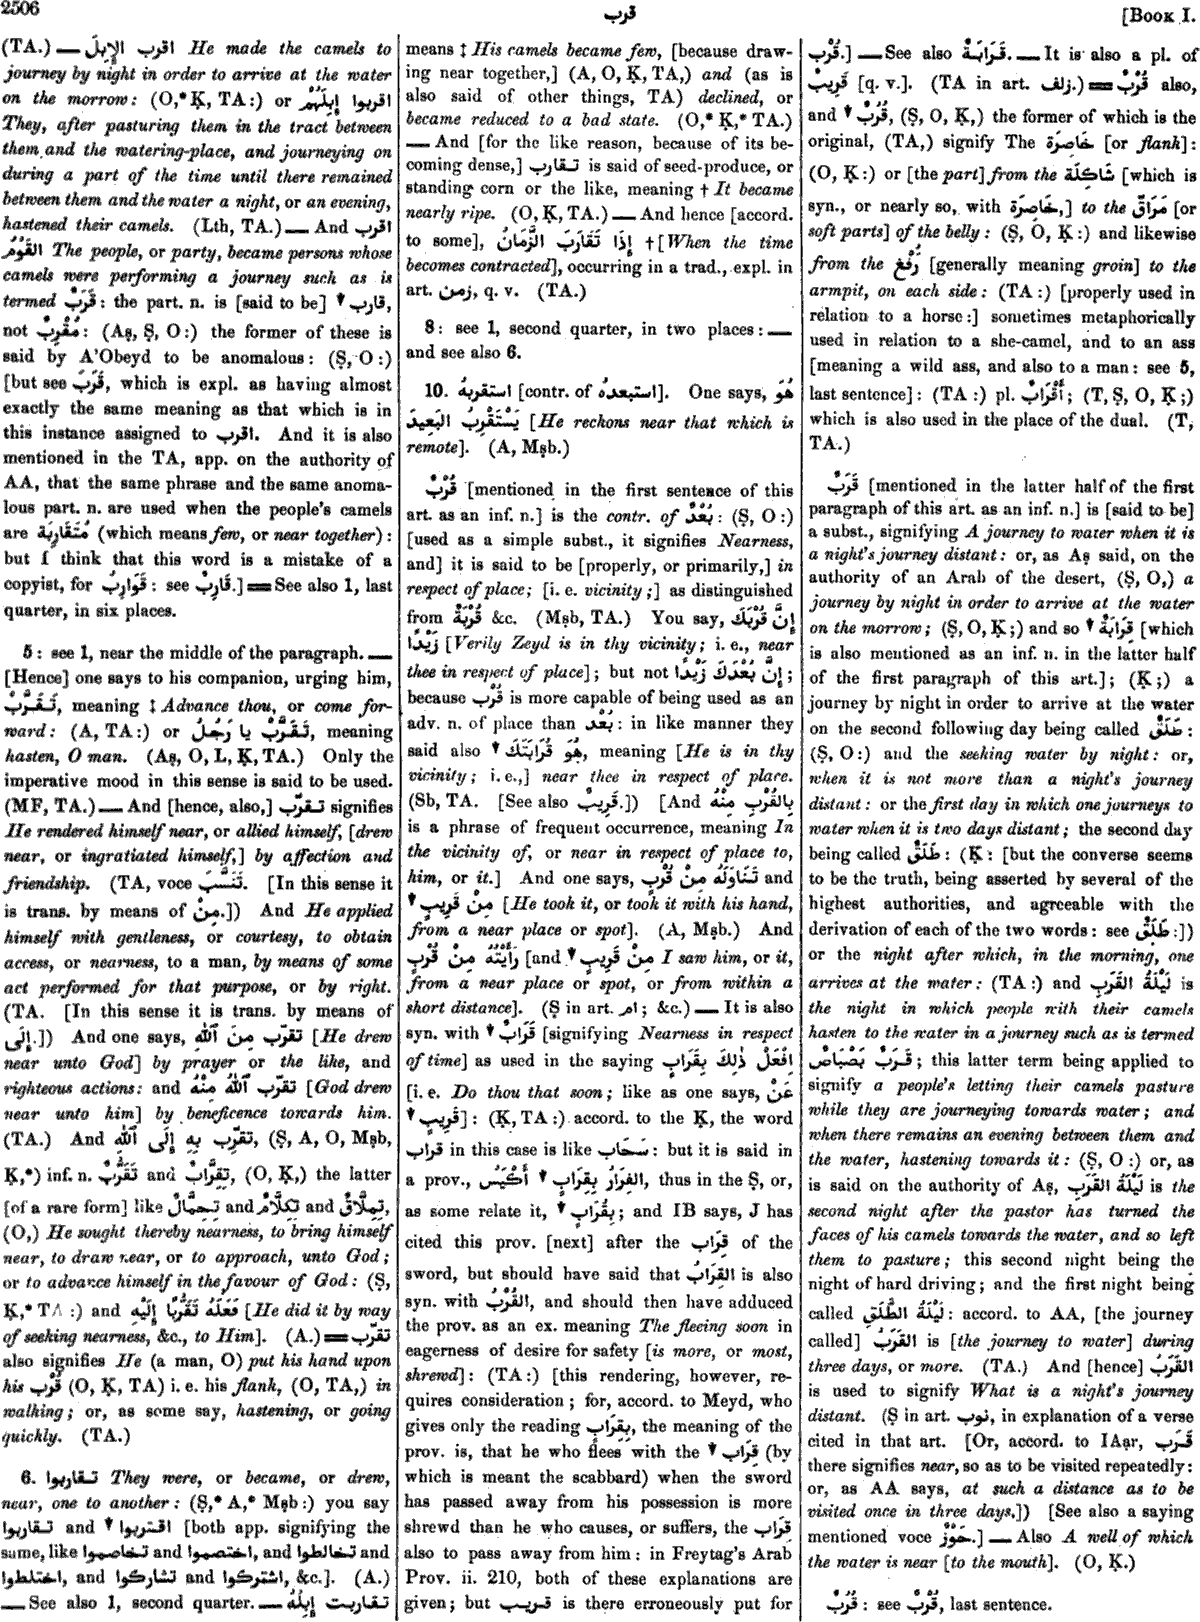 2506
قرب
[BOOK I.
(TA.) — اقرب الإِبِلَ He made the camels to
journey by night in order to arrive at the water
on the morrow: (O,* Ḳ, TA:) or اقربوا إِبِلَهُمْ
They, after pasturing them in the tract between
them and the watering-place, and journeying on
during a part of the time until there remained
between them and the water a night, or an evening,
hastened their camels. (Lth, TA.) — And اقرب
القَوْمُ The people, or party, became persons whose
camels were performing a journey such as is
termed قَرَبٌ: the part. n. is [said to be] ↓ قارب,
not مُقْرِبٌ: (Aṣ, Ṣ, O:) the former of these is
said by A'Obeyd to be anomalous: (Ṣ, O:)
[but see قَرَبَ, which is expl. as having almost
exactly the same meaning as that which is in
this instance assigned to اقرب. And it is also
mentioned in the TA, app. on the authority of
AA, that the same phrase and the same anoma-
lous part. n. are used when the people's camels
are مُتَقَارِبَة (which means few, or near together):
but I think that this word is a mistake of a
copyist, for قَوَارِبُ: see قَارِبٌ.] ═ See also 1, last
quarter, in six places.
5: see 1, near the middle of the paragraph. —
[Hence] one says to his companion, urging him,
تَقَرَّبْ, meaning ‡ Advance thou, or come for-
ward: (A, TA:) or تَقَرَّبْ يا رَجُلُ, meaning
hasten, O man. (Aṣ, O, L, Ḳ, TA.) Only the
imperative mood in this sense is said to be used.
(MF, TA.) — And [hence, also,] تقرّب signifies
He rendered himself near, or allied himself, [drew
near, or ingratiated himself,] by affection and
friendship. (TA, voce تَنَسَّبَ. [In this sense it
is trans. by means of مِنْ.]) And He applied
himself with gentleness, or courtesy, to obtain
access, or nearness, to a man, by means of some
act performed for that purpose, or by right.
(TA. [In this sense it is trans. by means of
إِلَى.]) And one says, تقرّب مِنَ ٱللّٰهِ [He drew
near unto God] by prayer or the like, and
righteous actions: and تقرّب ٱللّٰهُ مِنْهُ [God drew
near unto him] by beneficence towards him.
(TA.) And تقرّب بِهِ إِلَى ٱللّٰهِ, (Ṣ, A, O, Mṣb,
Ḳ,*) inf. n. تَقَرُّبٌ and تِقِرَّابٌ, (O, Ḳ,) the latter
[of a rare form] like تِحِمَّالٌ and تِكِلَّامٌ and تِمِلَّاقٌ,
(O,) He sought thereby nearness, to bring himself
near, to draw near, or to approach, unto God;
or to advance himself in the favour of God: (Ṣ,
Ḳ,* TA:) and فَعَلَهُ تَقَرُّبًا إِلَيْهِ [He did it by way
of seeking nearness, &c., to Him]. (A.) ═ تقرّب
also signifies He (a man, O) put his hand upon
his قُرْب (O, Ḳ, TA) i. e. his flank, (O, TA,) in
walking; or, as some say, hastening, or going
quickly. (TA.)
6. تقاربوا They were, or became, or drew,
near, one to another: (Ṣ,* A,* Mṣb:) you say
تقاربوا and ↓ اقتربوا [both app. signifying the
same, like تخاصموا and اختصموا, and تخالطوا and
اختلطوا, and تشاركوا and اشتركوا, &c.]. (A.)
— See also 1, second quarter. — تقاربت إِبِلُهُ
means ‡ His camels became few, [because draw-
ing near together,] (A, O, Ḳ, TA,) and (as is
also said of other things, TA) declined, or
became reduced to a bad state. (O,* Ḳ,* TA.)
— And [for the like reason, because of its be-
coming dense,] تقارب is said of seed-produce, or
standing corn or the like, meaning † It became
nearly ripe. (O, Ḳ, TA.) — And hence [accord.
to some], إِذَا تَقَارَبَ الزَّمَانُ † [When the time
becomes contracted], occurring in a trad., expl. in
art. زمن, q. v. (TA.)
8: see 1, second quarter, in two places: —
and see also 6.
10. استقربهُ [contr. of استبعدهُ]. One says, هُوَ
يَسْتَقْرِبُ البَعِيدَ [He reckons near that which is
remote]. (A, Mṣb.)
قُرْبٌ [mentioned in the first sentence of this
art. as an inf. n.] is the contr. of بُعْدٌ: (Ṣ, O:)
[used as a simple subst., it signifies Nearness,
and] it is said to be [properly, or primarily,] in
respect of place; [i. e. vicinity;] as distinguished
from قُرْبَةٌ &c. (Mṣb, TA.) You say, إِنَّ قُرْبَكَ
زَيْدًا [Verily Zeyd is in thy vicinity; i. e., near
thee in respect of place]; but not إِنَّ بُعْدَكَ زَيْدًا;
because قُرْب is more capable of being used as an
adv. n. of place than بُعْد: in like manner they
said also ↓ هُوَ قُرَابَتَكَ, meaning [He is in thy
vicinity; i. e.,] near thee in respect of place.
(Sb, TA. [See also قَرِيبٌ.]) [And بِالقُرْبِ مِنْهُ
is a phrase of frequent occurrence, meaning In
the vicinity of, or near in respect of place to,
him, or it.] And one says, تَنَاوَلَهُ مِنْ قُرْبٍ and
↓ مِنْ قَرِيبٍ [He took it, or took it with his hand,
from a near place or spot]. (A, Mṣb.) And
رَأَيْتُهُ مِنْ قُرْبٍ [and ↓ مِنْ قَرِيبٍ I saw him, or it,
from a near place or spot, or from within a
short distance]. (Ṣ in art. امر; &c.) — It is also
syn. with ↓ قَرَابٌ [signifying Nearness in respect
of time] as used in the saying اِفْعَلْ ذٰلِكَ بِقَرَابٍ
[i. e. Do thou that soon; like as one says, عَنْ
↓ قَرِيبٍ]: (Ḳ, TA:) accord. to the Ḳ, the word
قراب in this case is like سَحَاب: but it is said in
a prov., ↓ الفِرَارُ بِقِرَابٍ أَكْيَسُ, thus in the Ṣ, or,
as some relate it, ↓ بِقُرَابٍ; and IB says, J has
cited this prov. [next] after the قِرَاب of the
sword, but should have said that القِرَابُ is also
syn. with القُرْبُ, and should then have adduced
the prov. as an ex. meaning The fleeing soon in
eagerness of desire for safety [is more, or most,
shrewd]: (TA:) [this rendering, however, re-
quires consideration; for, accord. to Meyd, who
gives only the reading بِقِرَابٍ, the meaning of the
prov. is, that he who flees with the ↓ قِرَاب (by
which is meant the scabbard) when the sword
has passed away from his possession is more
shrewd than he who causes, or suffers, the قِرَاب
also to pass away from him: in Freytag's Arab
Prov. ii. 210, both of these explanations are
given; but قريب is there erroneously put for
قُرْب.] — See also قَرَابَةٌ. — It is also a pl. of
قَرِيبٌ [q. v.]. (TA in art. زلف.) ═ قُرْبٌ also,
and ↓ قُرُبٌ, (Ṣ, O, Ḳ,) the former of which is the
original, (TA,) signify The خَاصِرَة [or flank]:
(O, Ḳ:) or [the part] from the شَاكِلَة [which is
syn., or nearly so, with خَاصِرَة,] to the مَرَاقّ [or
soft parts] of the belly: (Ṣ, O, Ḳ:) and likewise
from the رُفْغ [generally meaning groin] to the
armpit, on each side: (TA:) [properly used in
relation to a horse:] sometimes metaphorically
used in relation to a she-camel, and to an ass
[meaning a wild ass, and also to a man: see 5,
last sentence]: (TA:) pl. أَقْرَابٌ; (T, Ṣ, O, Ḳ;)
which is also used in the place of the dual. (T,
TA.)
قَرَبٌ [mentioned in the latter half of the first
paragraph of this art. as an inf. n.] is [said to be]
a subst., signifying A journey to water when it is
a night's journey distant: or, as Aṣ said, on the
authority of an Arab of the desert, (Ṣ, O,) a
journey by night in order to arrive at the water
on the morrow; (Ṣ, O, Ḳ;) and so ↓ قِرَابَةٌ [which
is also mentioned as an inf. n. in the latter half
of the first paragraph of this art.]; (Ḳ;) a
journey by night in order to arrive at the water
on the second following day being called طَلَقٌ:
(Ṣ, O:) and the seeking water by night: or,
when it is not more than a night's journey
distant: or the first day in which one journeys to
water when it is two days distant; the second day
being called طَلَقٌ: (Ḳ: [but the converse seems
to be the truth, being asserted by several of the
highest authorities, and agreeable with the
derivation of each of the two words: see طَلَقٌ:])
or the night after which, in the morning, one
arrives at the water: (TA:) and لَيْلَةُ القَرَبِ is
the night in which people with their camels
hasten to the water in a journey such as is termed
قَرَبٌ بَصْبَاصٌ; this latter term being applied to
signify a people's letting their camels pasture
while they are journeying towards water; and
when there remains an evening between them and
the water, hastening towards it: (Ṣ, O:) or, as
is said on the authority of Aṣ, لَيْلَةُ القَرَبِ is the
second night after the pastor has turned the
faces of his camels towards the water, and so left
them to pasture; this second night being the
night of hard driving; and the first night being
called لَيْلَةُ الطَّلَقِ: accord. to AA, [the journey
called] القَرَبُ is [the journey to water] during
three days, or more. (TA.) And [hence] القَرَبُ
is used to signify What is a night's journey
distant. (Ṣ in art. نوب, in explanation of a verse
cited in that art. [Or, accord. to IAạr, قَرَب
there signifies near, so as to be visited repeatedly:
or, as AA says, at such a distance as to be
visited once in three days,]) [See also a saying
mentioned voce حَوْزٌ.] — Also A well of which
the water is near [to the mouth]. (O, Ḳ.)
قُرُبٌ: see قُرْبٌ, last sentence.